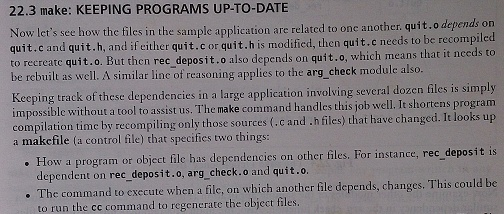 22.3 make: KEEPING PROGRAMS UP-TO-DATE
Now let's see how the files in the sample application are related to one another. quit.o depends on
quit.c and quit.h, and if either quit.c or quit.h is modified, then quit.c needs to be recompiled
to recreate quit.o. But then rec_deposit.o also depends on quit.o, which means that it needs to
be rebuilt as well. A similar line of reasoning applies to the arg_check module also.
Keeping track of these dependencies in a large application involving several dozen files is simply
impossible without a tool to assist us. The make command handles this job well. It shortens program
compilation time by recompiling only those sources (.c and .h files) that have changed. It looks up
a makefile (a control file) that specifies two things:
• How a program or object file has dependencies on other files. For instance, rec_deposit is
dependent on rec_deposit.o, arg_check.o and quit.o.
• The command to execute when a file, on which another file depends, changes. This could be
to run the cc command to regenerate the object files.